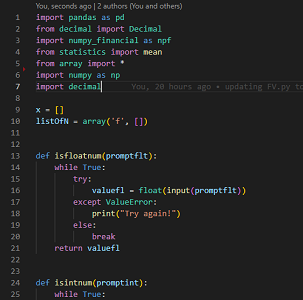 You, seconds ago | 2 authors (You and others)
1 import pandas as pd
2 from decimal import Decimal
3 import numpy_financial as npf
4 from statistics import mean
5 from array import *
6 import numpy as np
7 import decimal You, 20 hours ago • updating FV.py to
8
9 x = []
10 listOfN = array('f', [])
11
12
13 def isfloatnum(promptflt):
14 while True:
15 try:
16 valuefl = float(input(promptflt))
17 except ValueError:
18 print("Try again!")
19 else:
20 break
21 return valuefl
22
23
24 def isintnum(promptint):
25 while True: